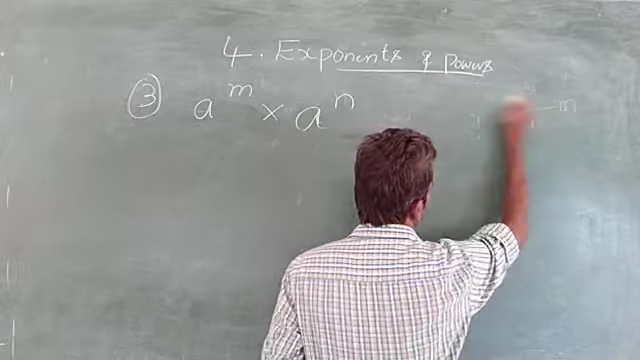 4. Exponents & Powers
③ aᵐ × aⁿ